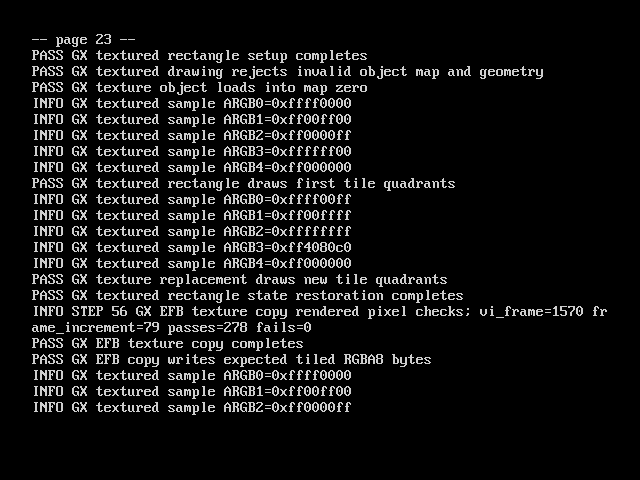 -- page 23 --
PASS GX textured rectangle setup completes
PASS GX textured drawing rejects invalid object map and geometry
PASS GX texture object loads into map zero
INFO GX textured sample ARGB0=0xffff0000
INFO GX textured sample ARGB1=0xff00ff00
INFO GX textured sample ARGB2=0xff0000ff
INFO GX textured sample ARGB3=0xffffff00
INFO GX textured sample ARGB4=0xff000000
PASS GX textured rectangle draws first tile quadrants
INFO GX textured sample ARGB0=0xffff00ff
INFO GX textured sample ARGB1=0xff00ffff
INFO GX textured sample ARGB2=0xffffffff
INFO GX textured sample ARGB3=0xff4080c0
INFO GX textured sample ARGB4=0xff000000
PASS GX texture replacement draws new tile quadrants
PASS GX textured rectangle state restoration completes
INFO STEP 56 GX EFB texture copy rendered pixel checks; vi_frame=1570 fr
ame_increment=79 passes=278 fails=0
PASS GX EFB texture copy completes
PASS GX EFB copy writes expected tiled RGBA8 bytes
INFO GX textured sample ARGB0=0xffff0000
INFO GX textured sample ARGB1=0xff00ff00
INFO GX textured sample ARGB2=0xff0000ff